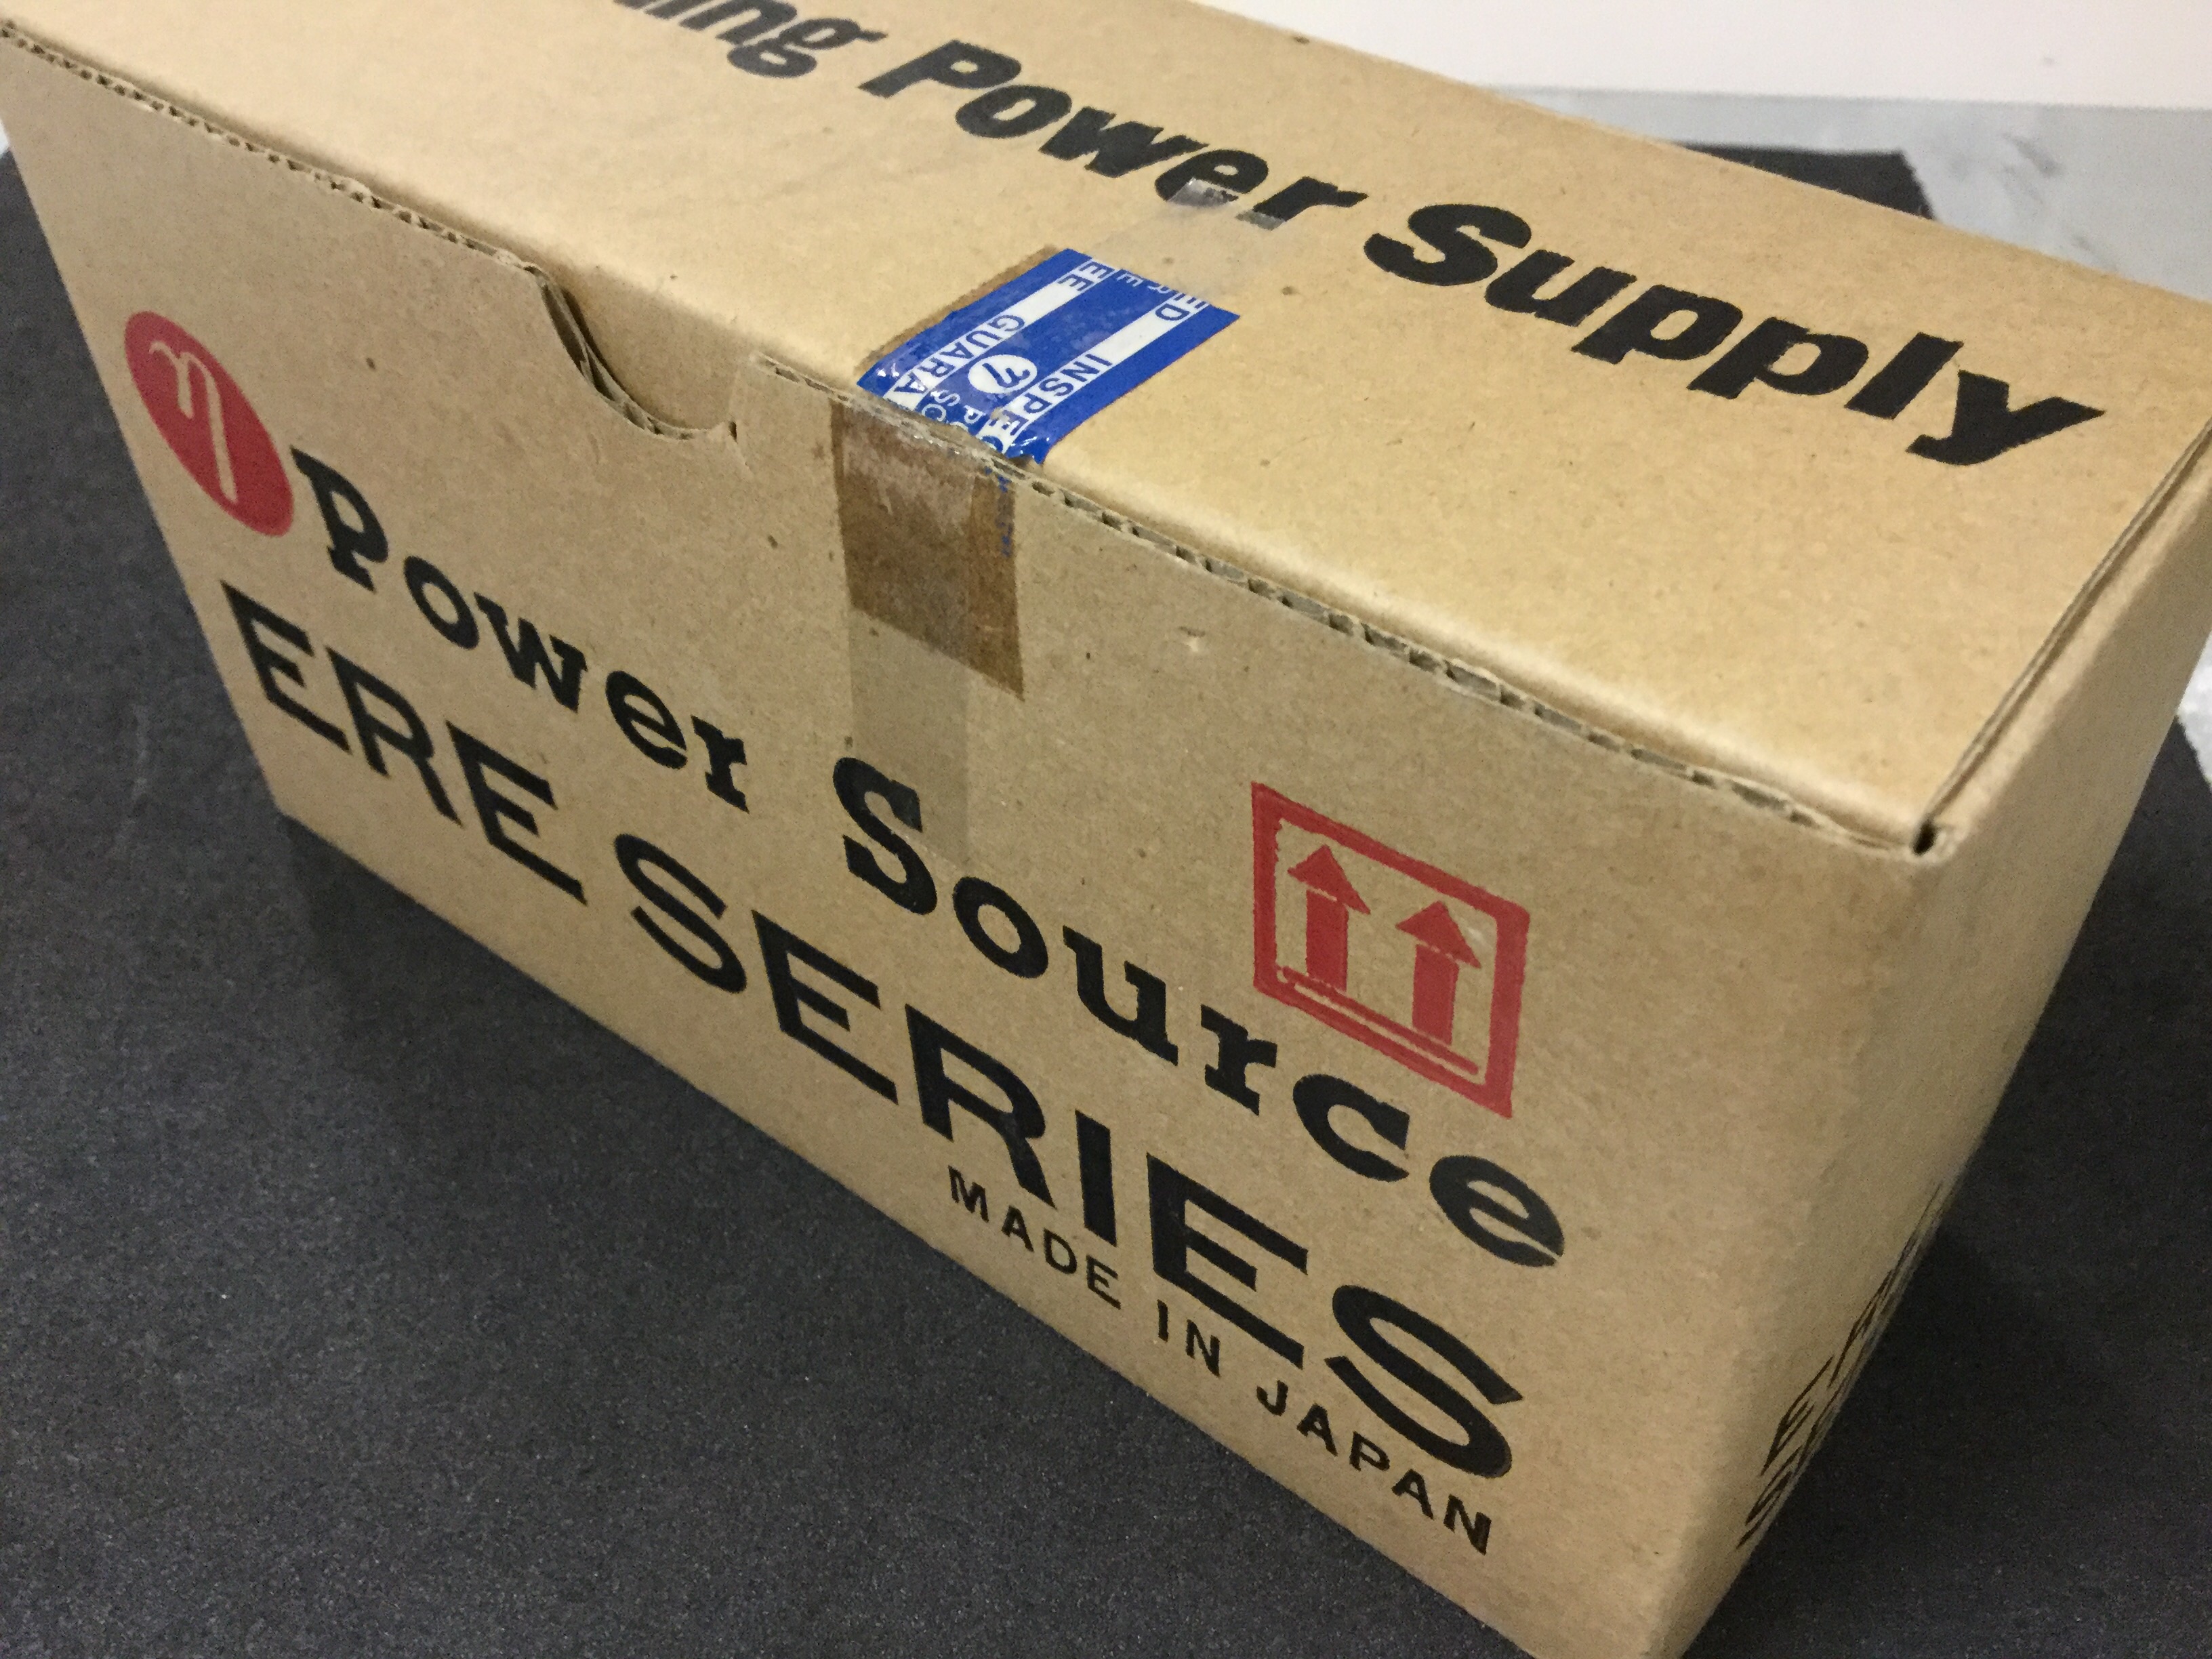 Power Supply
INSPE
GUARA
η
Power Source
ERE SERIES
MADE IN JAPAN